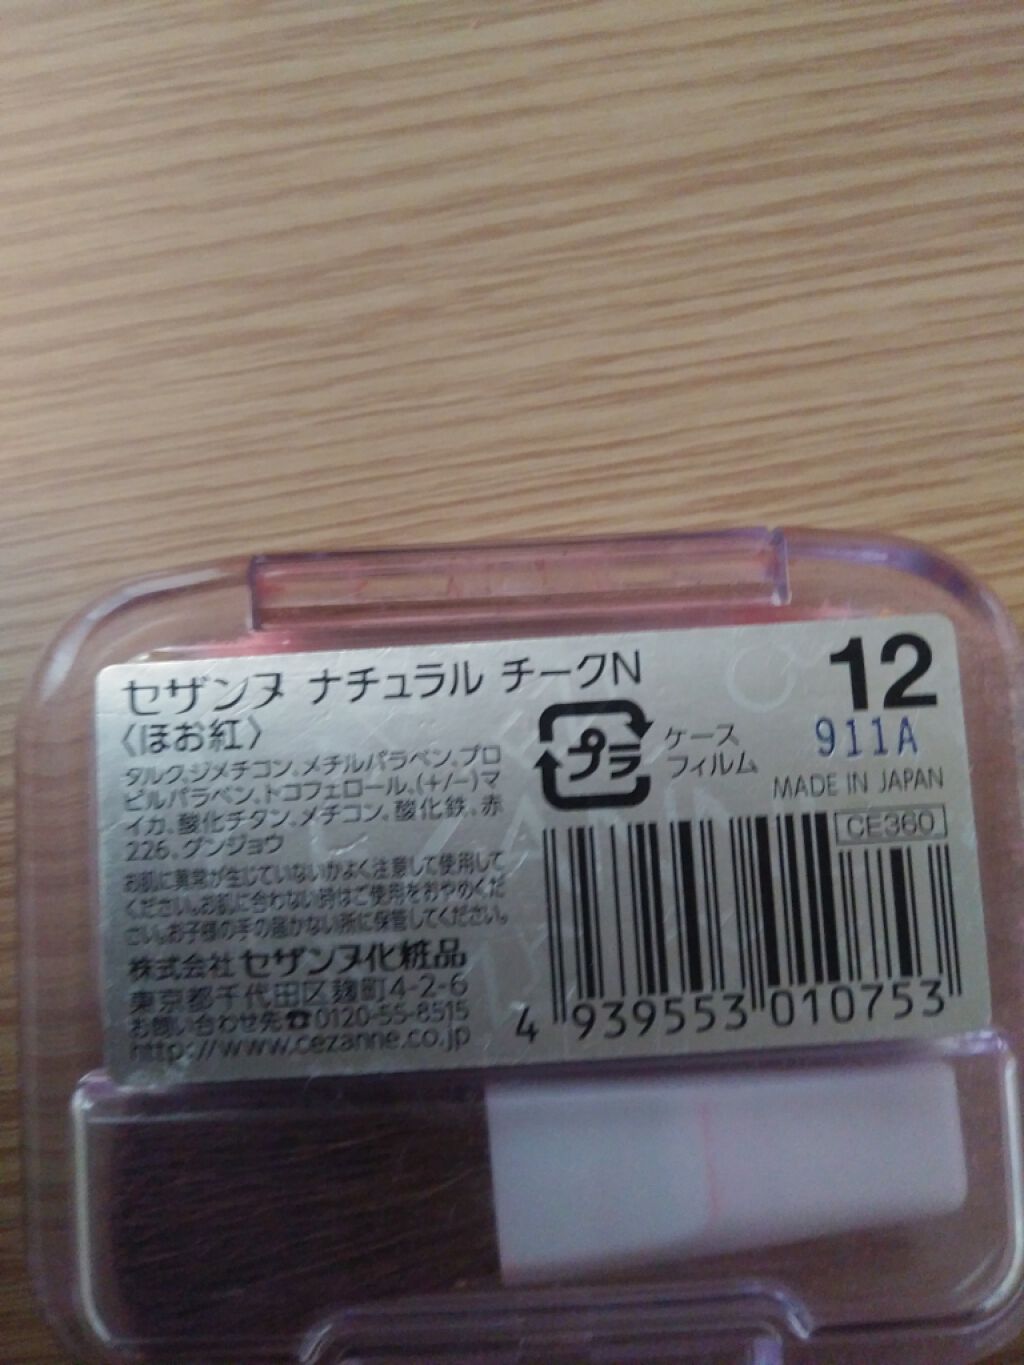 セザンヌ ナチュラル チークN
〈ほお紅〉
タルク、ジメチコン、メチルパラベン、プロ
ピルパラベン、トコフェロール、(+/−)マ
イカ、酸化チタン、メチコン、酸化鉄、赤
226、グンジョウ
お肌に異常が生じていないかよく注意して使用して
ください。お肌に合わない時はご使用をおやめくだ
さい。お子様の手の届かない所に保管してください。
株式会社 セザンヌ化粧品
東京都千代田区麹町4-2-6
お問い合わせ先☎0120-55-8515
http://www.cezanne.co.jp
プラ
ケース
フィルム
12
911A
MADE IN JAPAN
CE360
4 939553 010753